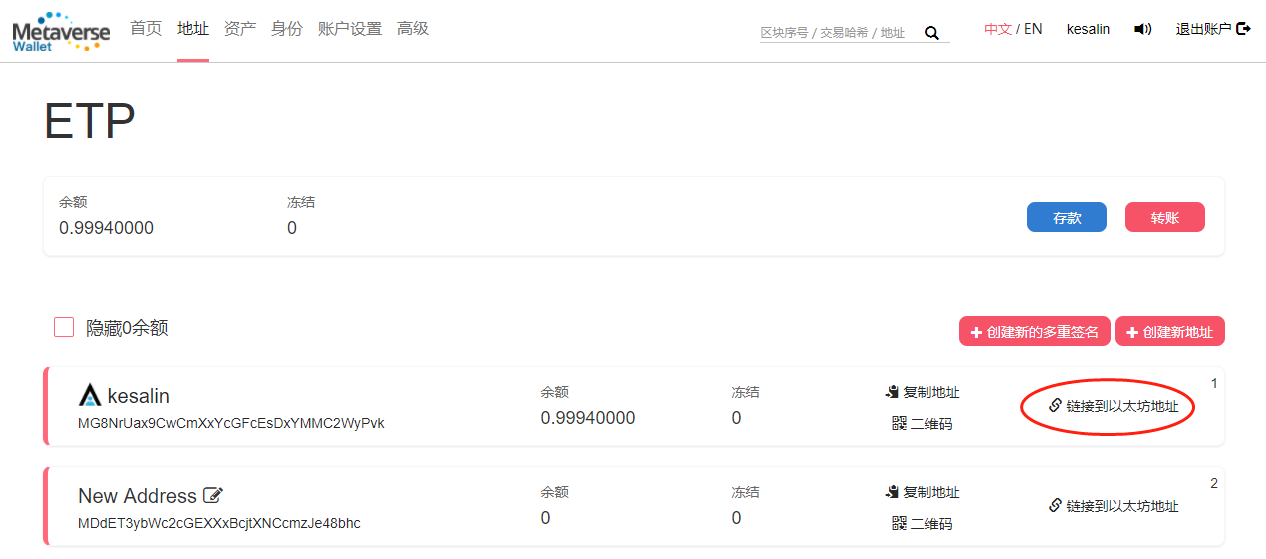 Metaverse
Wallet
首页 地址 资产 身份 账户设置 高级
区块序号 / 交易哈希 / 地址
中文 / EN kesalin 退出账户
ETP
余额 冻结
0.99940000 0
存款 转账
隐藏0余额
创建新的多重签名 创建新地址
kesalin
MG8NrUax9CwCmXxYcGFcEsDxYMMC2WyPvk
余额 冻结
0.99940000 0
复制地址
二维码
链接到以太坊地址
1
New Address
MDdET3ybWc2cGEXXxBcjtXNCcmzJe48bhc
余额 冻结
0 0
复制地址
二维码
链接到以太坊地址
2